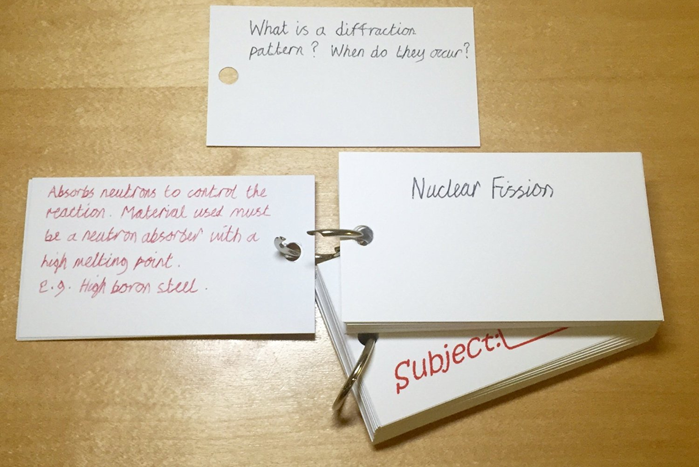 What is a diffraction
pattern? When do they occur?
Absorbs neutrons to control the
reaction. Material used must
be a neutron absorber with a
high melting point.
E.g. High boron steel.
Nuclear Fission
Subject: